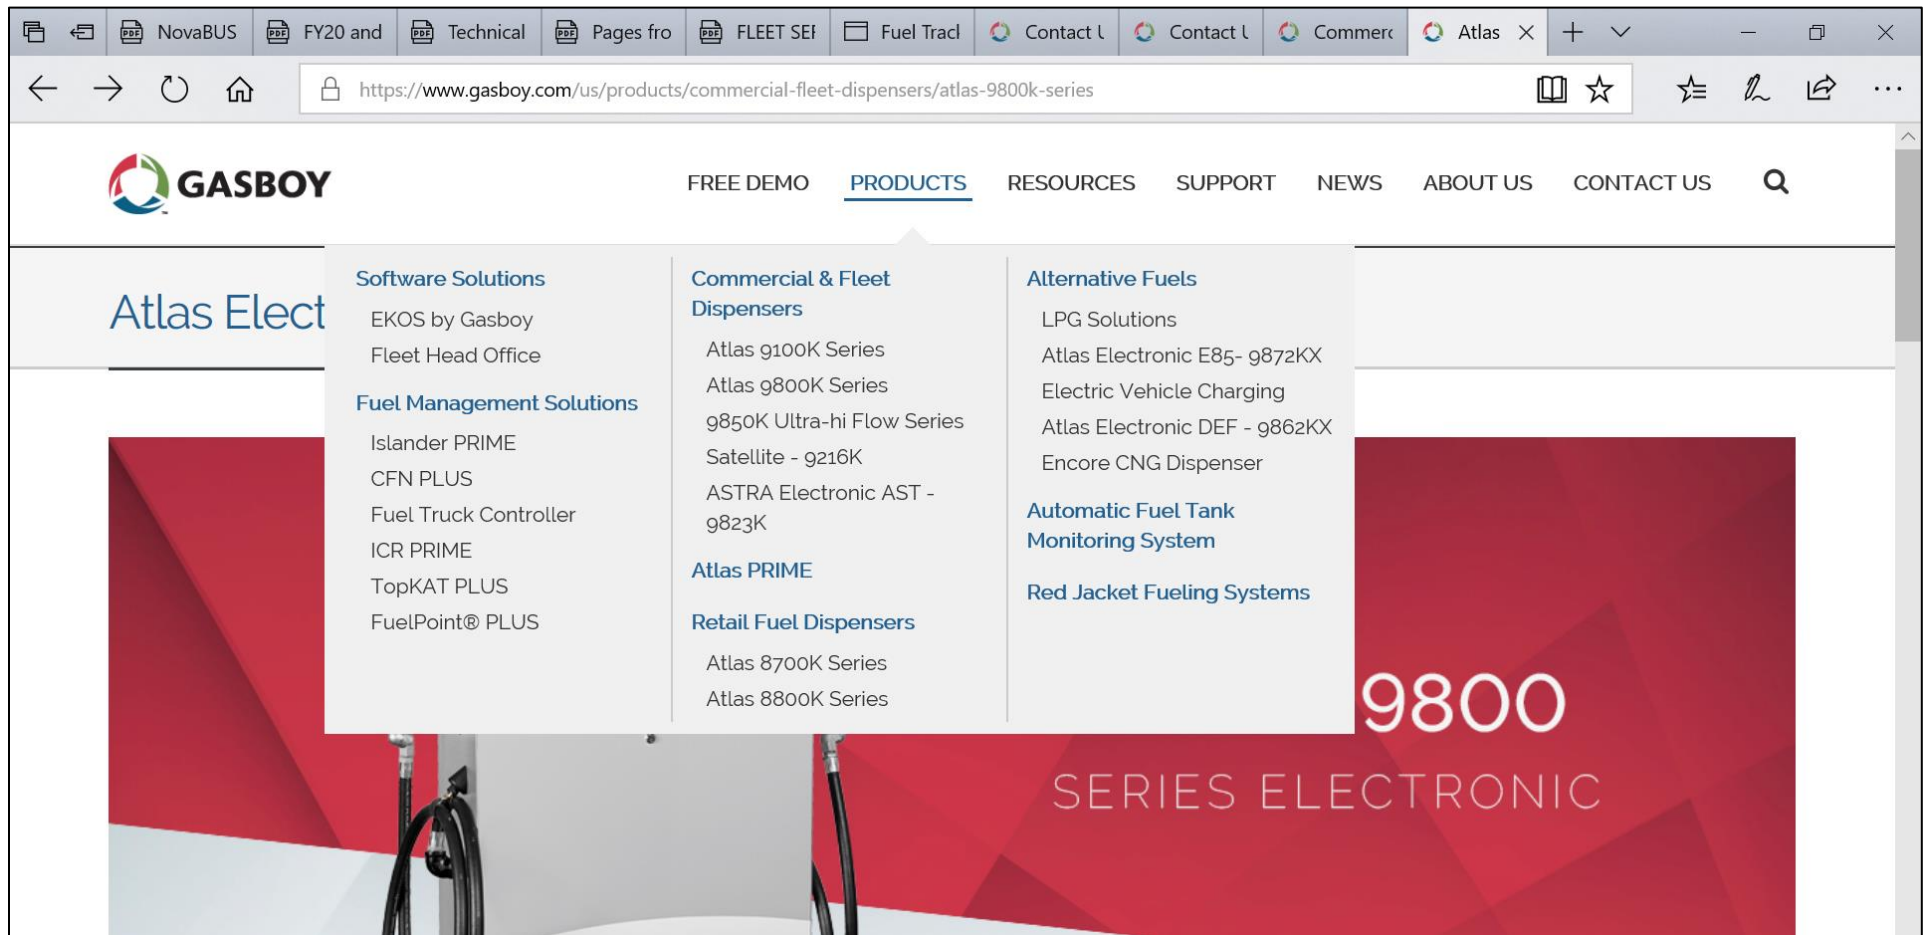 NovaBUS
FY20 and
Technical
Pages fro
FLEET SEF
Fuel Tracl
Contact U
Contact U
Commerc
Atlas
https://www.gasboy.com/us/products/commercial-fleet-dispensers/atlas-9800k-series
GASBOY
FREE DEMO
PRODUCTS
RESOURCES
SUPPORT
NEWS
ABOUT US
CONTACT US
Atlas Elect
Software Solutions
EKOS by Gasboy
Fleet Head Office
Fuel Management Solutions
Islander PRIME
CFN PLUS
Fuel Truck Controller
ICR PRIME
TopKAT PLUS
FuelPoint® PLUS
Commercial & Fleet
Dispensers
Atlas 9100K Series
Atlas 9800K Series
9850K Ultra-hi Flow Series
Satellite - 9216K
ASTRA Electronic AST -
9823K
Atlas PRIME
Retail Fuel Dispensers
Atlas 8700K Series
Atlas 8800K Series
Alternative Fuels
LPG Solutions
Atlas Electronic E85- 9872KX
Electric Vehicle Charging
Atlas Electronic DEF - 9862KX
Encore CNG Dispenser
Automatic Fuel Tank
Monitoring System
Red Jacket Fueling Systems
9800
SERIES ELECTRONIC